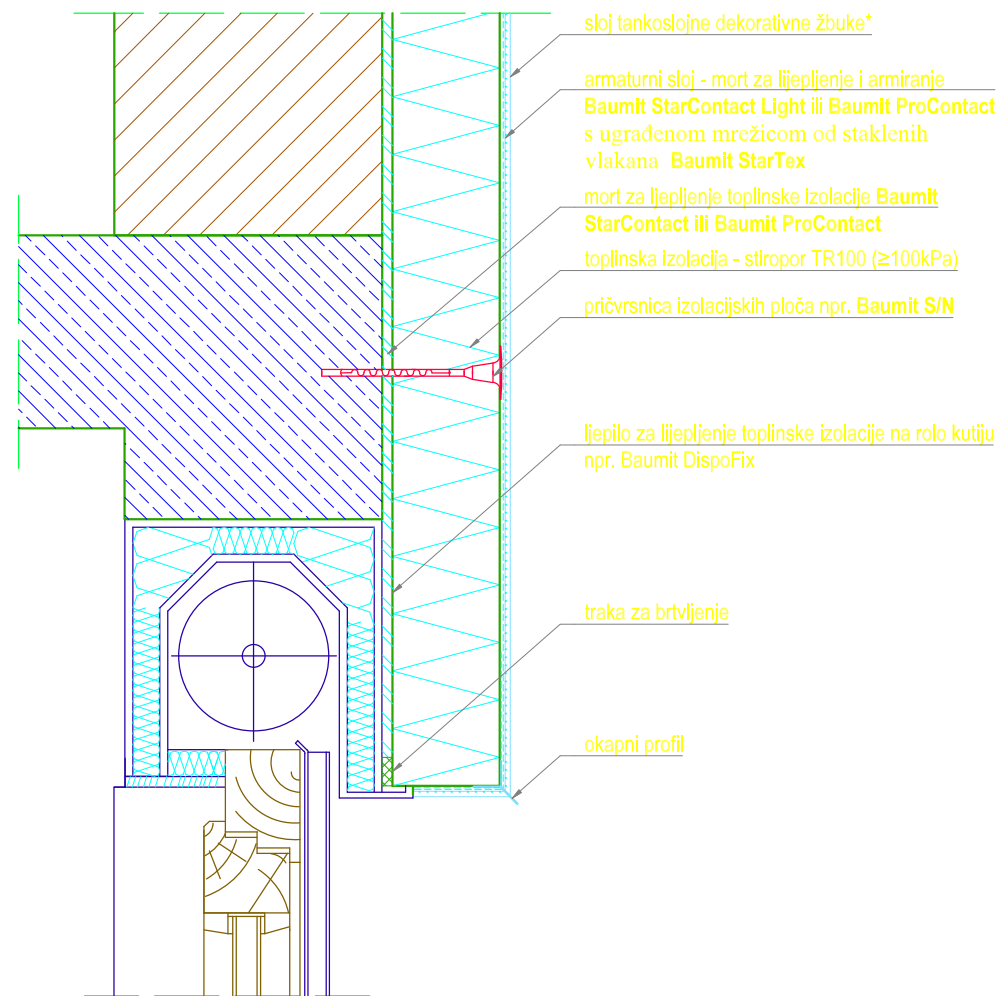 sloj tankoslojne dekorativne žbuke*
armaturni sloj - mort za lijepljenje i armiranje
Baumit StarContact Light ili Baumit ProContact
s ugrađenom mrežicom od staklenih
vlakana Baumit StarTex
mort za ljepljenje toplinske izolacije Baumit
StarContact ili Baumit ProContact
toplinska izolacija - stiropor TR100 (≥100kPa)
pričvrsnica izolacijskih ploča npr. Baumit S/N
ljepilo za lijepljenje toplinske izolacije na rolo kutiju
npr. Baumit DispoFix
traka za brtvljenje
okapni profil